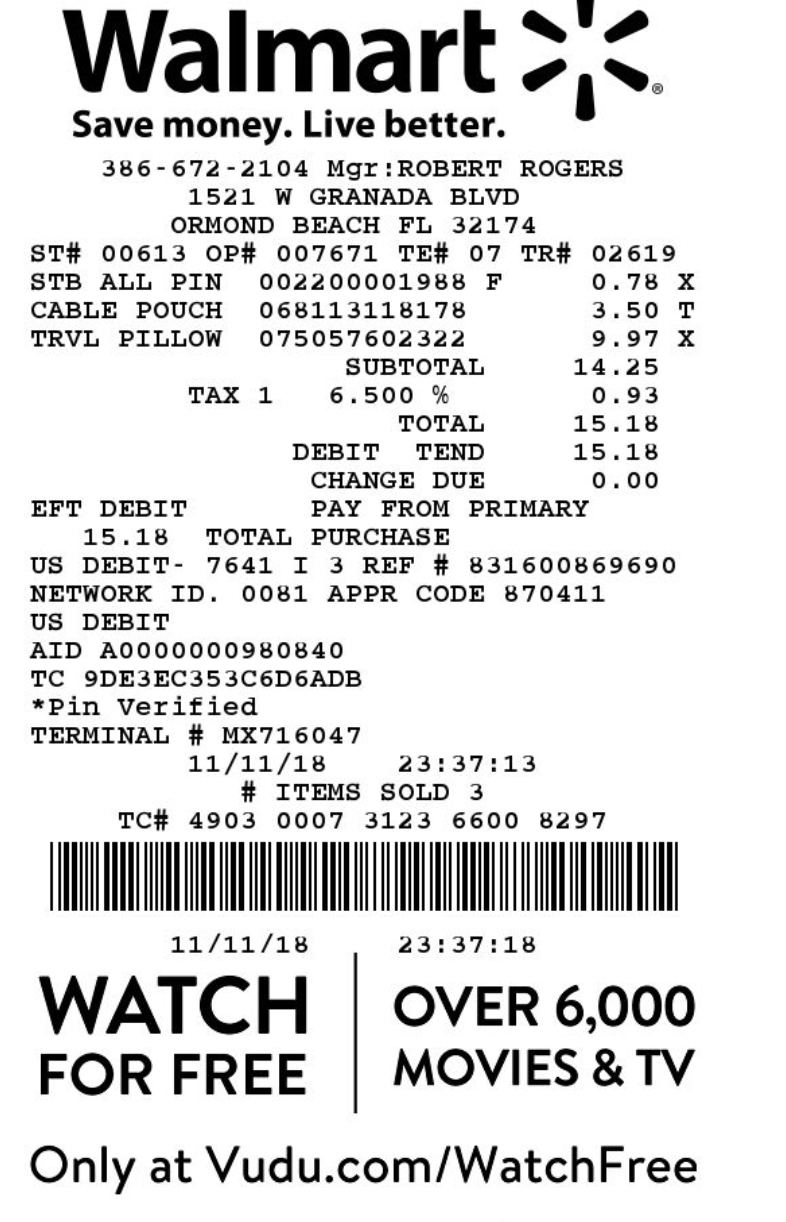 Walmart
®
Save money. Live better.
386-672-2104 Mgr:ROBERT ROGERS
1521 W GRANADA BLVD
ORMOND BEACH FL 32174
ST# 00613 OP# 007671 TE# 07 TR# 02619
STB ALL PIN 002200001988 F 0.78 X
CABLE POUCH 068113118178 3.50 T
TRVL PILLOW 075057602322 9.97 X
SUBTOTAL 14.25
TAX 1 6.500 % 0.93
TOTAL 15.18
DEBIT TEND 15.18
CHANGE DUE 0.00
EFT DEBIT PAY FROM PRIMARY
15.18 TOTAL PURCHASE
US DEBIT- 7641 I 3 REF # 831600869690
NETWORK ID. 0081 APPR CODE 870411
US DEBIT
AID A0000000980840
TC 9DE3EC353C6D6ADB
*Pin Verified
TERMINAL # MX716047
11/11/18 23:37:13
# ITEMS SOLD 3
TC# 4903 0007 3123 6600 8297
11/11/18 23:37:18
WATCH
FOR FREE
OVER 6,000
MOVIES & TV
Only at Vudu.com/WatchFree